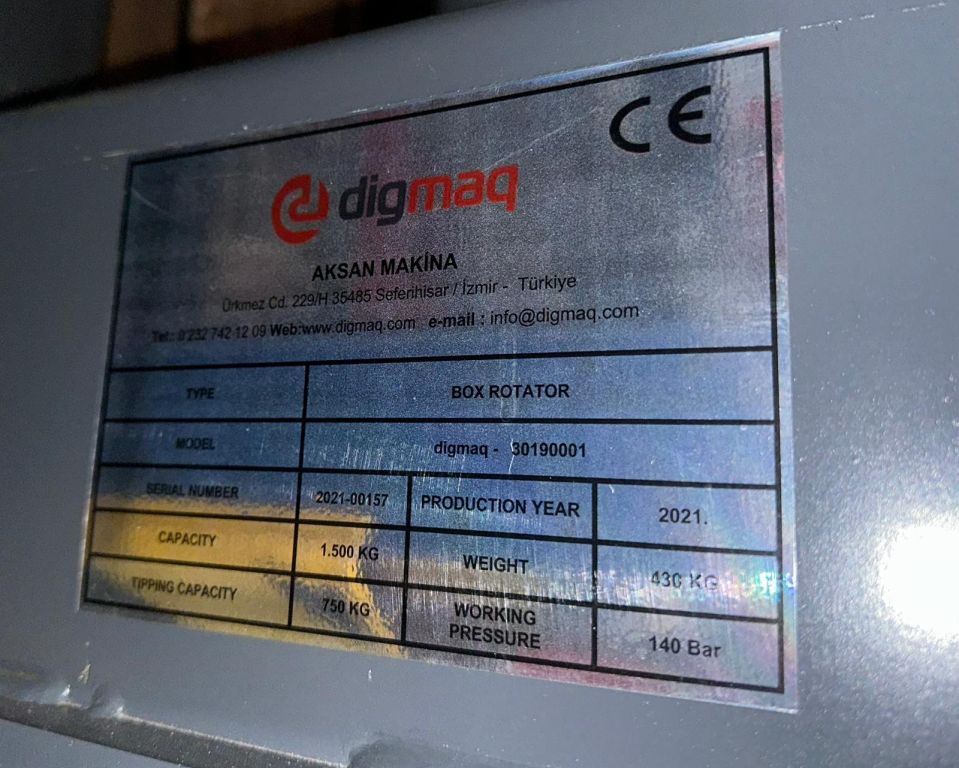 CE
digmaq
AKSAN MAKİNA
Ürkmez Cd. 229/H 35485 Seferihisar / İzmir - Türkiye
Tel.: 0 232 742 12 09 Web:www.digmaq.com e-mail : info@digmaq.com
TYPE BOX ROTATOR
MODEL digmaq - 30190001
SERIAL NUMBER 2021-00157 PRODUCTION YEAR 2021.
CAPACITY 1.500 KG WEIGHT 430 KG
TIPPING CAPACITY 750 KG WORKING PRESSURE 140 Bar